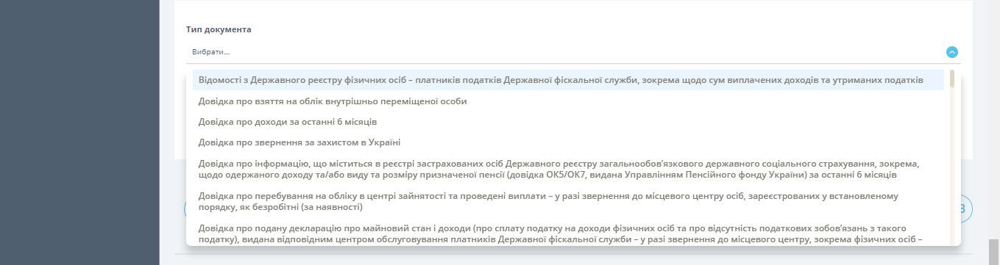 Тип документа
Вибрати...
Відомості з Державного реєстру фізичних осіб – платників податків Державної фіскальної служби, зокрема щодо сум виплачених доходів та утриманих податків
Довідка про взяття на облік внутрішньо переміщеної особи
Довідка про доходи за останні 6 місяців
Довідка про звернення за захистом в Україні
Довідка про інформацію, що міститься в реєстрі застрахованих осіб Державного реєстру загальнообов’язкового державного соціального страхування, зокрема,
щодо одержаного доходу та/або виду та розміру призначеної пенсії (довідка ОК5/ОК7, видана Управлінням Пенсійного фонду України) за останні 6 місяців
Довідка про перебування на обліку в центрі зайнятості та проведені виплати – у разі звернення до місцевого центру осіб, зареєстрованих у встановленому
порядку, як безробітні (за наявності)
Довідка про подану декларацію про майновий стан і доходи (про сплату податку на доходи фізичних осіб та про відсутність податкових зобов’язань з такого
податку), видана відповідним центром обслуговування платників Державної фіскальної служби – у разі звернення до місцевого центру, зокрема фізичних осіб –